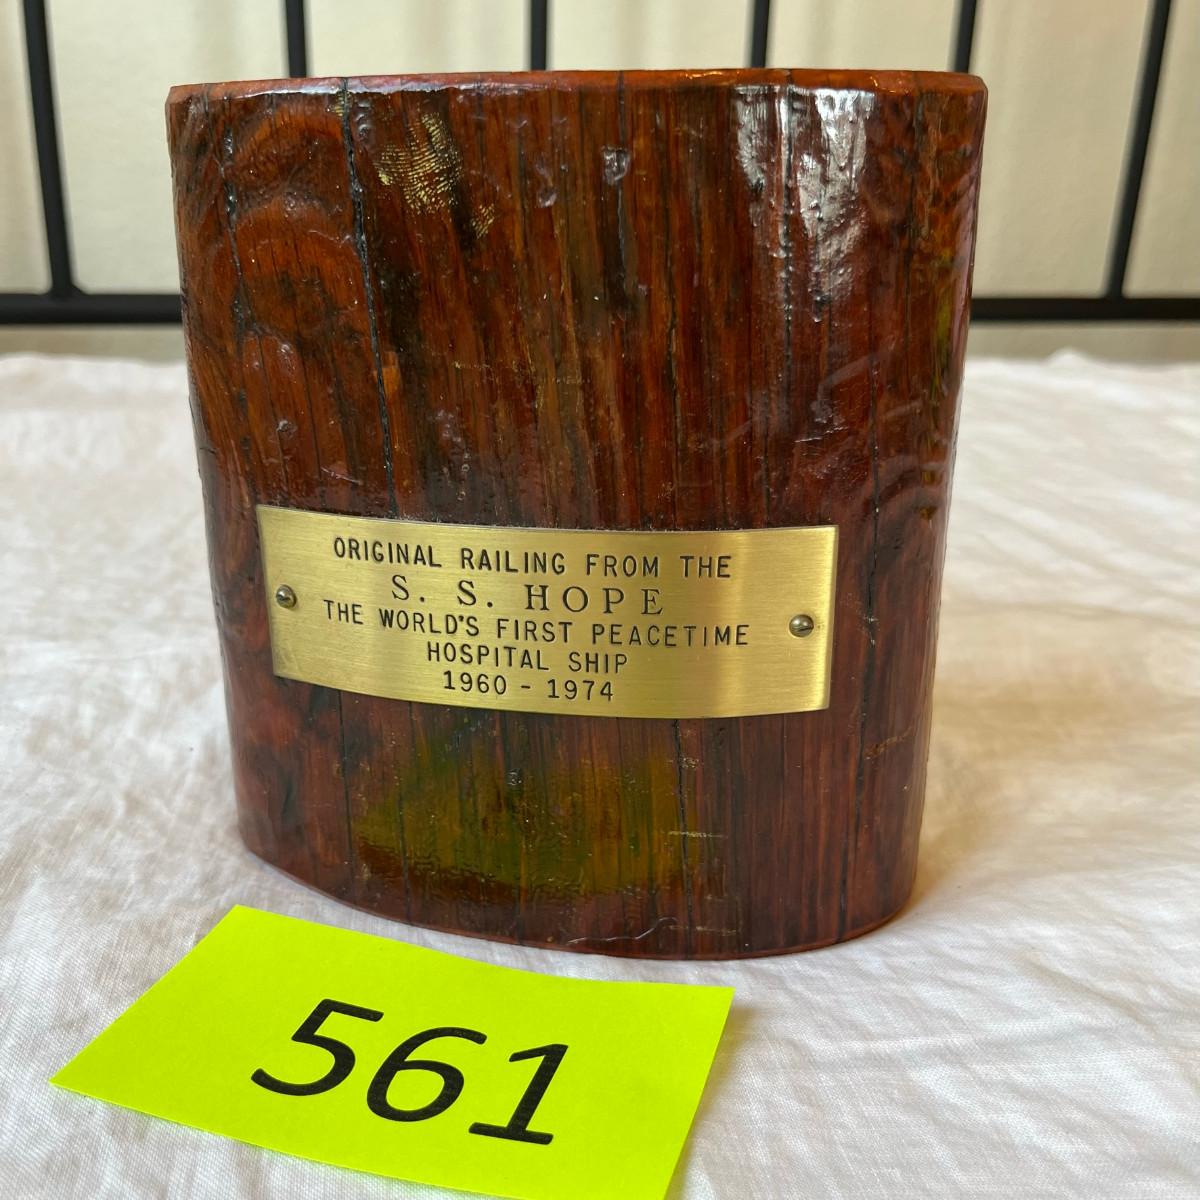 ORIGINAL RAILING FROM THE
S. S. HOPE
THE WORLD'S FIRST PEACETIME
HOSPITAL SHIP
1960 - 1974
561